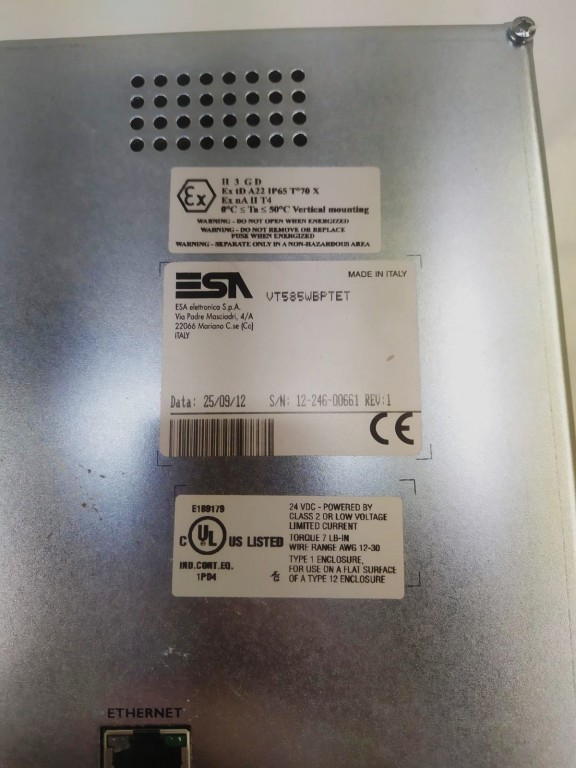 Ex
II 3 G D
Ex tD A22 IP65 T°70 X
Ex nA II T4
0°C ≤ Ta ≤ 50°C Vertical mounting
WARNING - DO NOT OPEN WHEN ENERGIZED
WARNING - DO NOT REMOVE OR REPLACE
FUSE WHEN ENERGIZED
WARNING - SEPARATE ONLY IN A NON-HAZARDOUS AREA
ESA
MADE IN ITALY
VT585WBPTET
ESA elettronica S.p.A.
Via Padre Masciadri, 4/A
22066 Mariano C.se (Co)
ITALY
Data: 25/09/12 S/N: 12-246-00661 REV:1
CE
E189179
C UL US LISTED
IND.CONT.EQ.
1PD4
24 VDC - POWERED BY
CLASS 2 OR LOW VOLTAGE
LIMITED CURRENT
TORQUE 7 LB-IN
WIRE RANGE AWG 12-30
TYPE 1 ENCLOSURE,
FOR USE ON A FLAT SURFACE
OF A TYPE 12 ENCLOSURE
ETHERNET